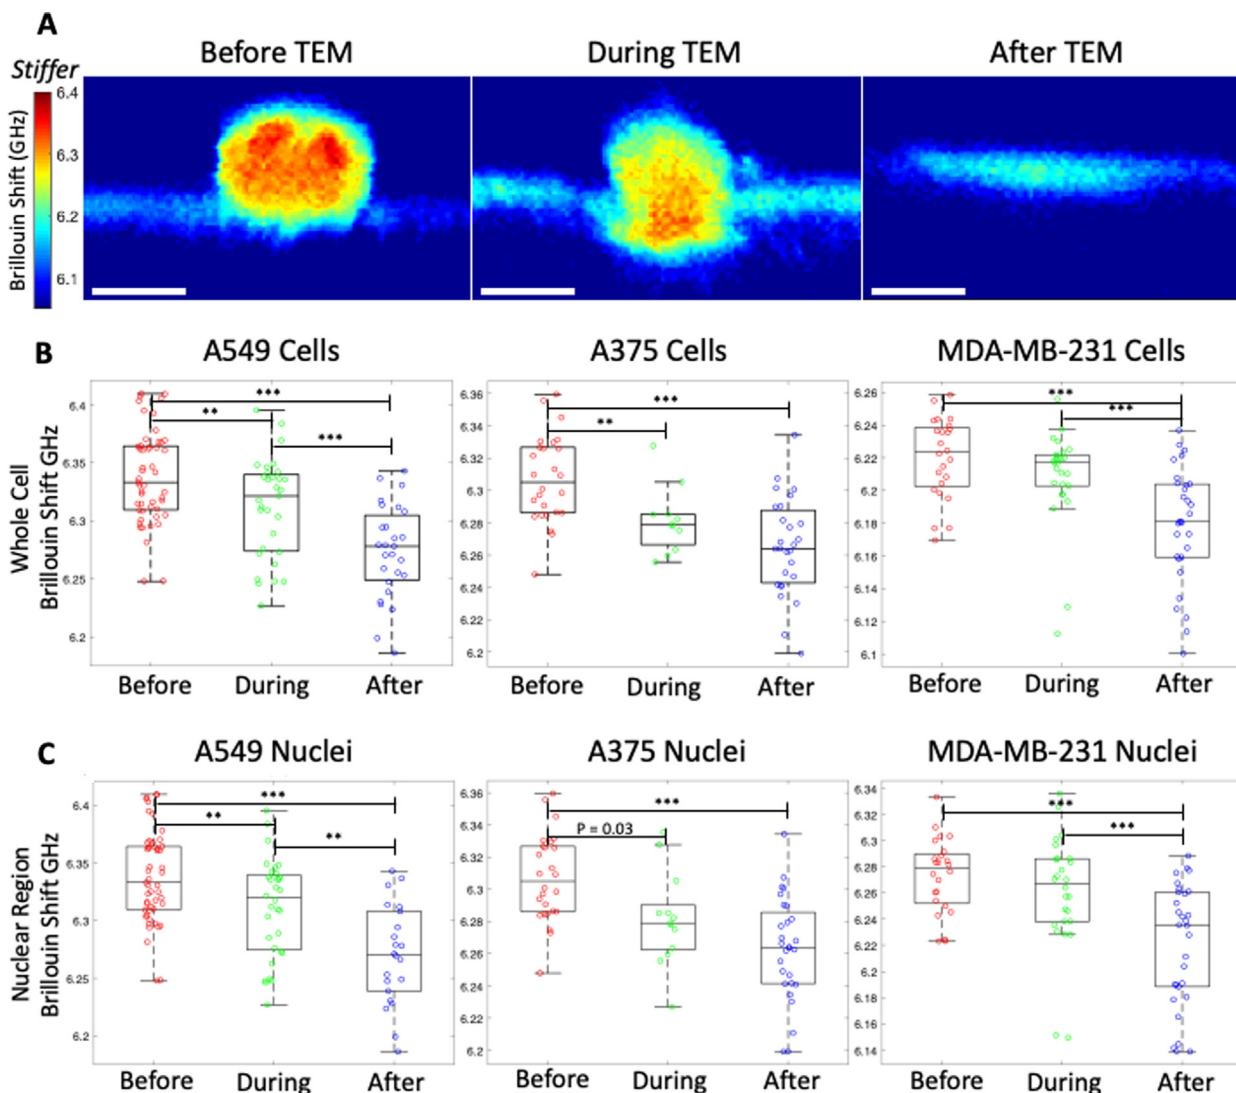 A
Before TEM
During TEM
After TEM
Stiffer
Brillouin Shift (GHz)
6.4
6.3
6.2
6.1
B
A549 Cells
A375 Cells
MDA-MB-231 Cells
Whole Cell
Brillouin Shift GHz
6.4
6.35
6.3
6.25
6.2
***
**
***
Before
During
After
6.36
6.34
6.32
6.3
6.28
6.26
6.24
6.22
6.2
***
**
Before
During
After
6.26
6.24
6.22
6.2
6.18
6.16
6.14
6.12
6.1
***
***
Before
During
After
C
A549 Nuclei
A375 Nuclei
MDA-MB-231 Nuclei
Nuclear Region
Brillouin Shift GHz
6.4
6.35
6.3
6.25
6.2
***
**
**
Before
During
After
6.36
6.34
6.32
6.3
6.28
6.26
6.24
6.22
6.2
***
P = 0.03
Before
During
After
6.34
6.32
6.3
6.28
6.26
6.24
6.22
6.2
6.18
6.16
6.14
***
***
Before
During
After